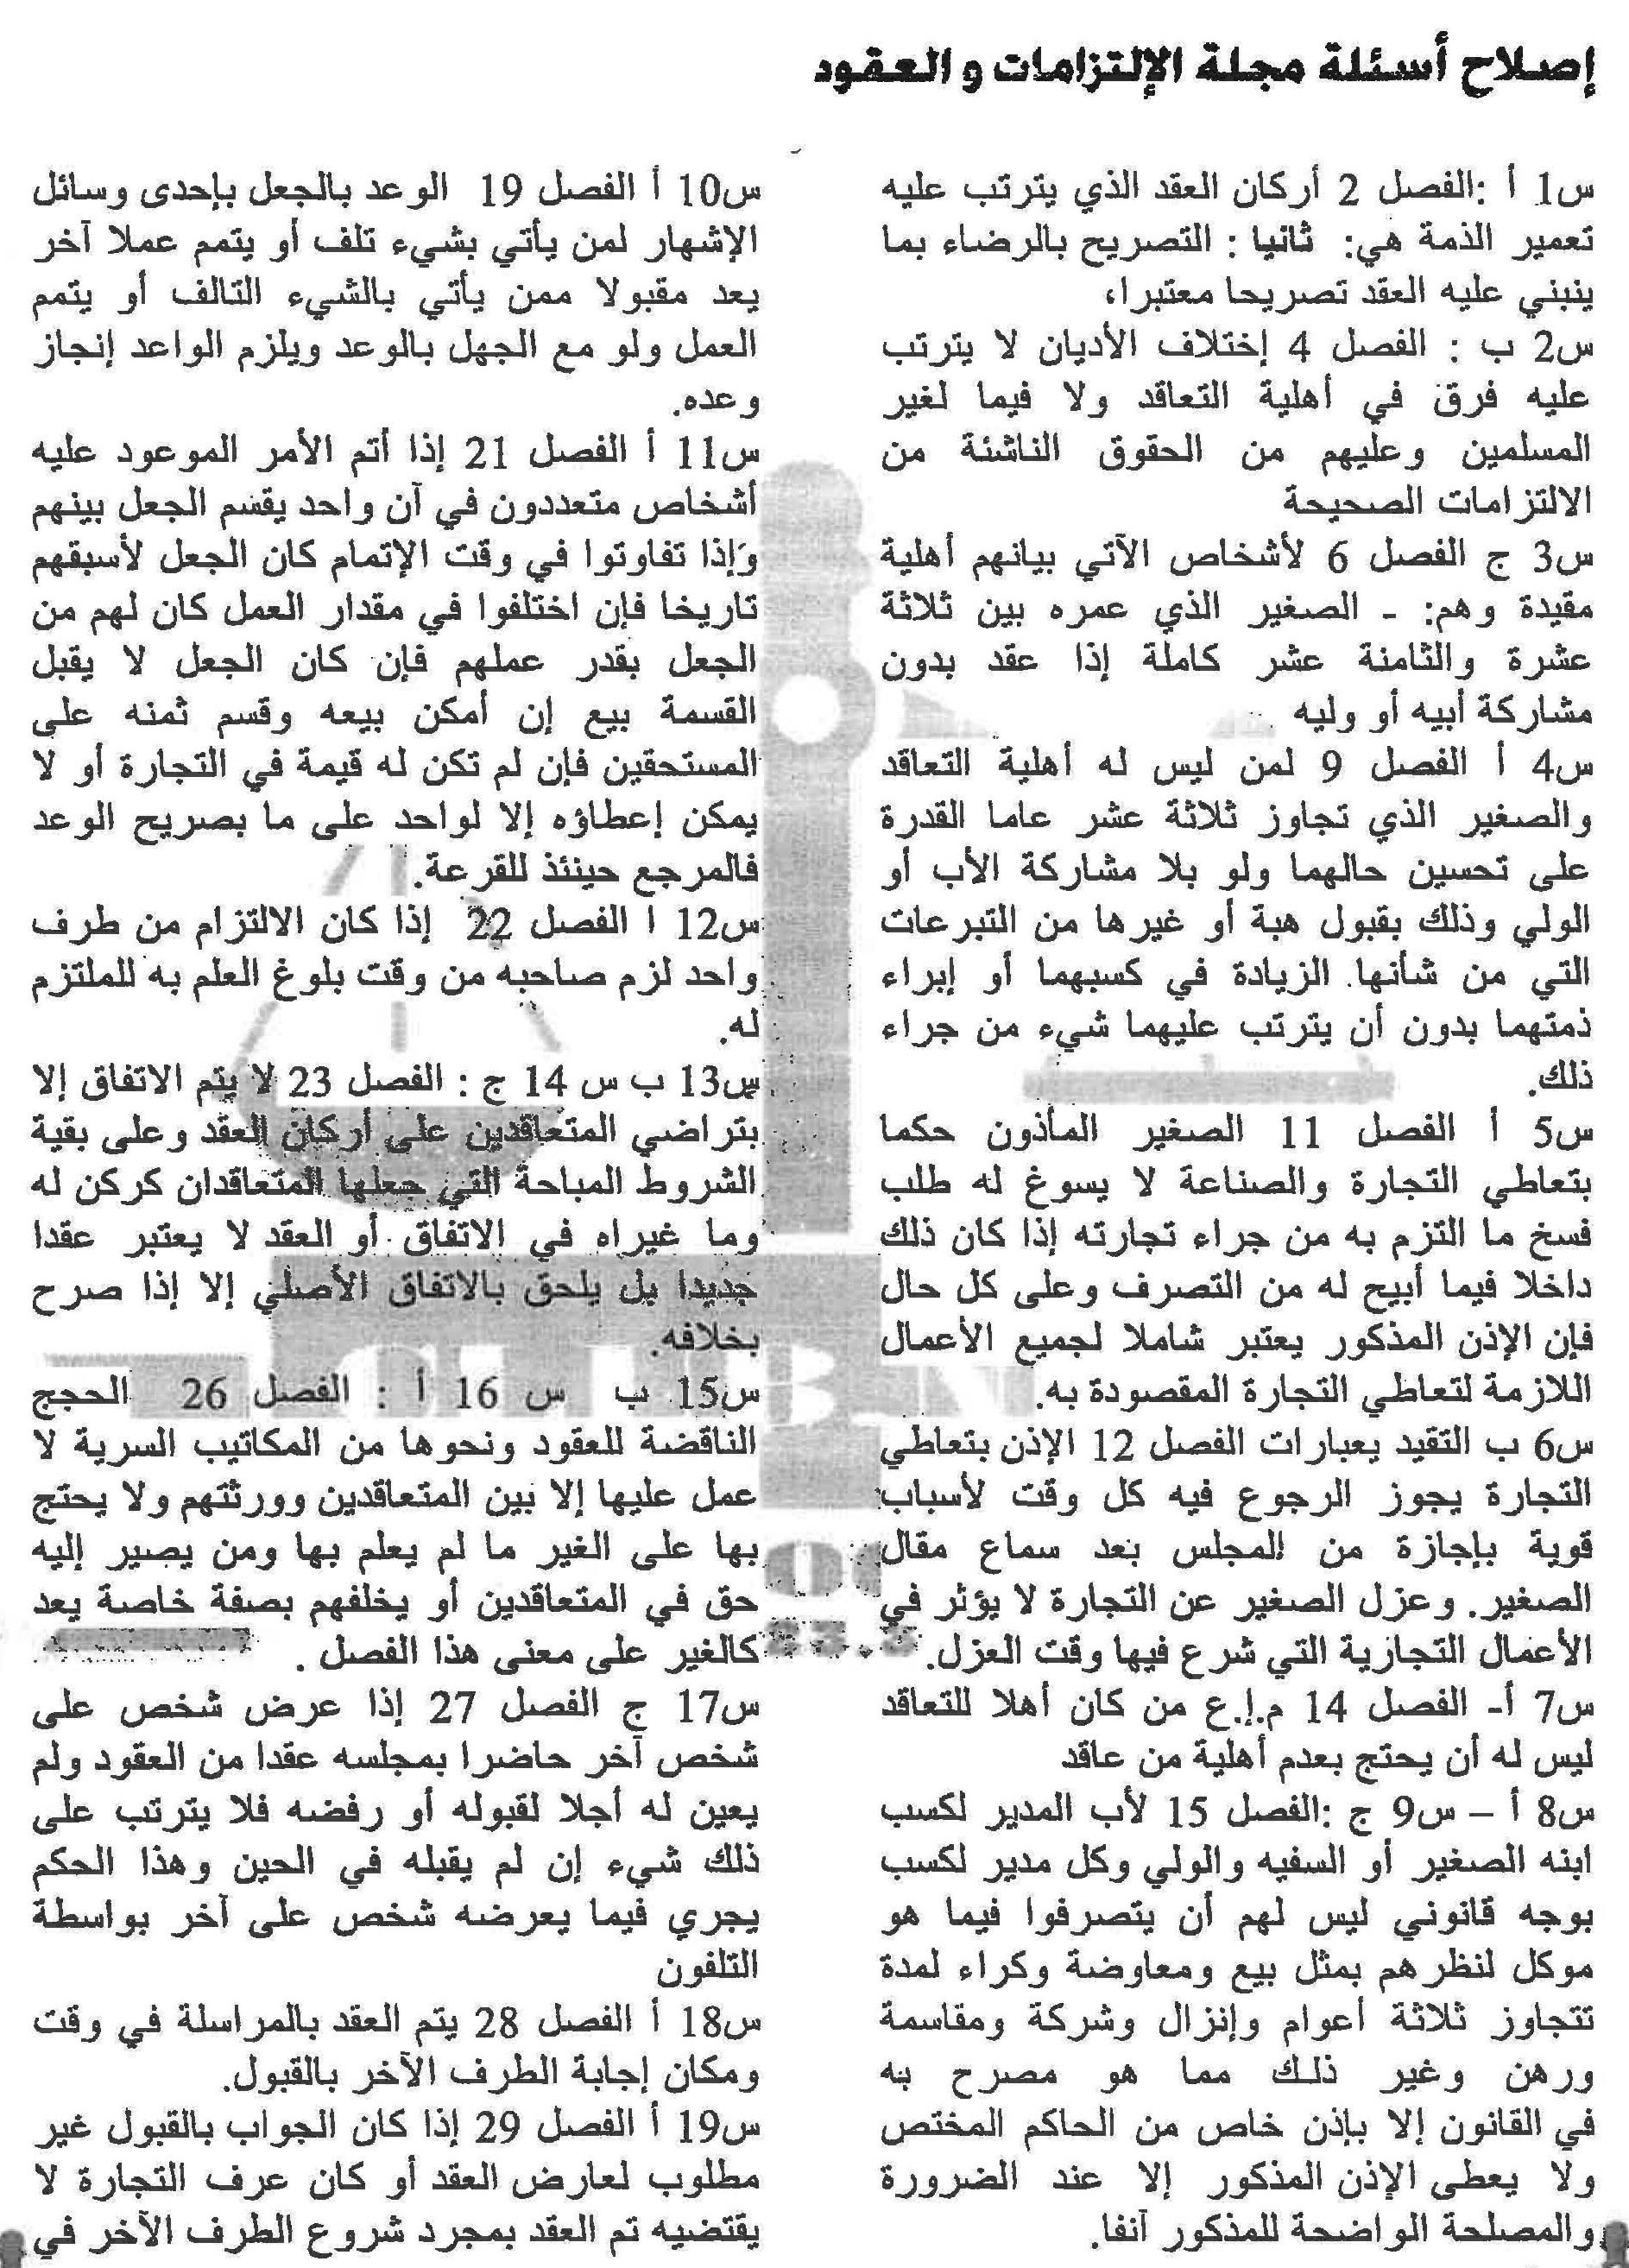 إصلاح أسئلة مجلة الإلتزامات و العقود
س1 أ :الفصل 2 أركان العقد الذي يترتب عليه
تعمير الذمة هي: ثانيا : التصريح بالرضاء بما
ينبني عليه العقد تصريحا معتبرا،
س2 ب : الفصل 4 إختلاف الأديان لا يترتب
عليه فرق في أهلية التعاقد ولا فيما لغير
المسلمين وعليهم من الحقوق الناشئة من
الالتزامات الصحيحة
س3 ج الفصل 6 لأشخاص الآتي بيانهم أهلية
مقيدة وهم: - الصغير الذي عمره بين ثلاثة
عشرة والثامنة عشر كاملة إذا عقد بدون
مشاركة أبيه أو وليه
س4 أ الفصل 9 لمن ليس له أهلية التعاقد
والصغير الذي تجاوز ثلاثة عشر عاما القدرة
على تحسين حالهما ولو بلا مشاركة الأب أو
الولي وذلك بقبول هبة أو غيرها من التبرعات
التي من شأنها الزيادة في كسبهما أو إبراء
ذمتهما بدون أن يترتب عليهما شيء من جراء
ذلك.
س5 أ الفصل 11 الصغير المأذون حكما
بتعاطي التجارة والصناعة لا يسوغ له طلب
فسخ ما التزم به من جراء تجارته إذا كان ذلك
داخلا فيما أبيح له من التصرف وعلى كل حال
فإن الإذن المذكور يعتبر شاملا لجميع الأعمال
اللازمة لتعاطي التجارة المقصودة به.
س6 ب التقيد بعبارات الفصل 12 الإذن بتعاطي
التجارة يجوز الرجوع فيه كل وقت لأسباب
قوية بإجازة من المجلس بعد سماع مقال
الصغير. وعزل الصغير عن التجارة لا يؤثر في
الأعمال التجارية التي شرع فيها وقت العزل.
س7 أ- الفصل 14 م.إ.ع من كان أهلا للتعاقد
ليس له أن يحتج بعدم أهلية من عاقد
س8 أ – س9 ج :الفصل 15 لأب المدير لكسب
ابنه الصغير أو السفيه والولي وكل مدير لكسب
بوجه قانوني ليس لهم أن يتصرفوا فيما هو
موكل لنظرهم بمثل بيع ومعاوضة وكراء لمدة
تتجاوز ثلاثة أعوام وإنزال وشركة ومقاسمة
ورهن وغير ذلك مما هو مصرح به
في القانون إلا بإذن خاص من الحاكم المختص
ولا يعطى الإذن المذكور إلا عند الضرورة
والمصلحة الواضحة للمذكور آنفا.
س10 أ الفصل 19 الوعد بالجعل بإحدى وسائل
الإشهار لمن يأتي بشيء تلف أو يتمم عملا آخر
يعد مقبولا ممن يأتي بالشيء التالف أو يتمم
العمل ولو مع الجهل بالوعد ويلزم الواعد إنجاز
وعده.
س11 أ الفصل 21 إذا أتم الأمر الموعود عليه
أشخاص متعددون في آن واحد يقسم الجعل بينهم
وإذا تفاوتوا في وقت الإتمام كان الجعل لأسبقهم
تاريخا فإن اختلفوا في مقدار العمل كان لهم من
الجعل بقدر عملهم فإن كان الجعل لا يقبل
القسمة بيع إن أمكن بيعه وقسم ثمنه على
المستحقين فإن لم تكن له قيمة في التجارة أو لا
يمكن إعطاؤه إلا لواحد على ما بصريح الوعد
فالمرجع حينئذ للقرعة.
س12 أ الفصل 22 إذا كان الالتزام من طرف
واحد لزم صاحبه من وقت بلوغ العلم به للملتزم
له.
س13 ب س 14 ج : الفصل 23 لا يتم الاتفاق إلا
بتراضي المتعاقدين على أركان العقد وعلى بقية
الشروط المباحة التي جعلها المتعاقدان كركن له
وما غيراه في الاتفاق أو العقد لا يعتبر عقدا
جديدا بل يلحق بالاتفاق الأصلي إلا إذا صرح
بخلافه.
س15 ب س 16 أ : الفصل 26 الحجج
الناقضة للعقود ونحوها من المكاتيب السرية لا
عمل عليها إلا بين المتعاقدين وورثتهم ولا يحتج
بها على الغير ما لم يعلم بها ومن يصير إليه
حق في المتعاقدين أو يخلفهم بصفة خاصة يعد
كالغير على معنى هذا الفصل .
س17 ج الفصل 27 إذا عرض شخص على
شخص آخر حاضرا بمجلسه عقدا من العقود ولم
يعين له أجلا لقبوله أو رفضه فلا يترتب على
ذلك شيء إن لم يقبله في الحين وهذا الحكم
يجري فيما يعرضه شخص على آخر بواسطة
التلفون
س18 أ الفصل 28 يتم العقد بالمراسلة في وقت
ومكان إجابة الطرف الآخر بالقبول.
س19 أ الفصل 29 إذا كان الجواب بالقبول غير
مطلوب لعارض العقد أو كان عرف التجارة لا
يقتضيه تم العقد بمجرد شروع الطرف الآخر في